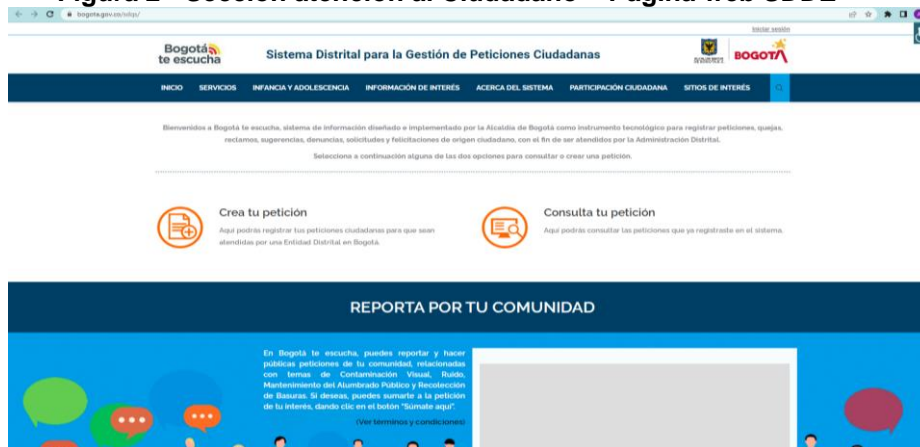 Figura 2 - Sección atención al Ciudadano – Página web SDDE
bogota.gov.co/sdqs/
Iniciar sesión
Bogotá
te escucha
Sistema Distrital para la Gestión de Peticiones Ciudadanas
BOGOTÁ
INICIO SERVICIOS INFANCIA Y ADOLESCENCIA INFORMACIÓN DE INTERÉS ACERCA DEL SISTEMA PARTICIPACIÓN CIUDADANA SITIOS DE INTERÉS
Bienvenidos a Bogotá te escucha, sistema de información diseñado e implementado por la Alcaldía de Bogotá como instrumento tecnológico para registrar peticiones, quejas,
reclamos, sugerencias, denuncias, solicitudes y felicitaciones de origen ciudadano, con el fin de ser atendidos por la Administración Distrital.
Selecciona a continuación alguna de las dos opciones para consultar o crear una petición.
Crea tu petición
Aquí podrás registrar tus peticiones ciudadanas para que sean
atendidas por una Entidad Distrital en Bogotá.
Consulta tu petición
Aquí podrás consultar las peticiones que ya registraste en el sistema.
REPORTA POR TU COMUNIDAD
En Bogotá te escucha, puedes reportar y hacer
públicas peticiones de tu comunidad, relacionadas
con temas de Contaminación Visual, Ruido,
Mantenimiento del Alumbrado Público y Recolección
de Basuras. Si deseas, puedes sumarte a la petición
de tu interés, dando clic en el botón "Súmate aquí".
(Ver términos y condiciones)